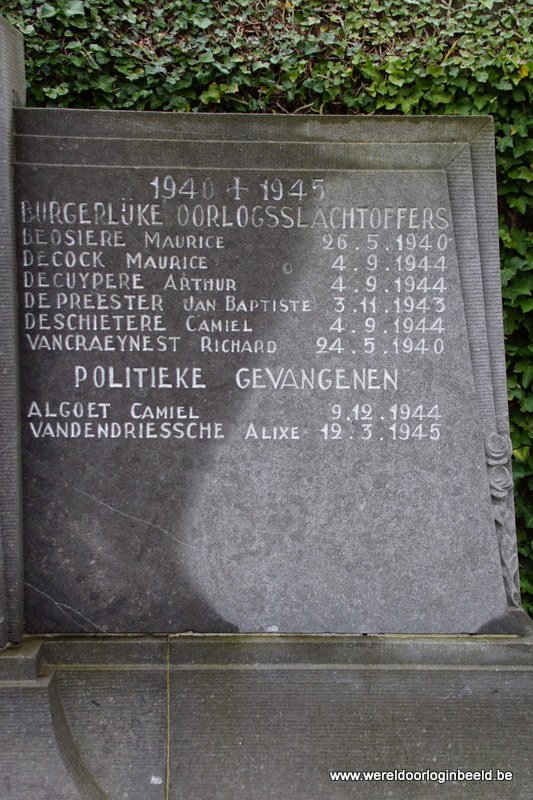 1940 + 1945
BURGERLIJKE OORLOGSSLACHTOFFERS
BEOSIERE MAURICE 26.5.1940
DECOCK MAURICE 4.9.1944
DECUYPERE ARTHUR 4.9.1944
DE PREESTER JAN BAPTISTE 3.11.1943
DESCHIETERE CAMIEL 4.9.1944
VANCRAEYNEST RICHARD 24.5.1940
POLITIEKE GEVANGENEN
ALGOET CAMIEL 9.12.1944
VANDENDRIESSCHE ALIXE 12.3.1945
www.wereldoorloginbeeld.be